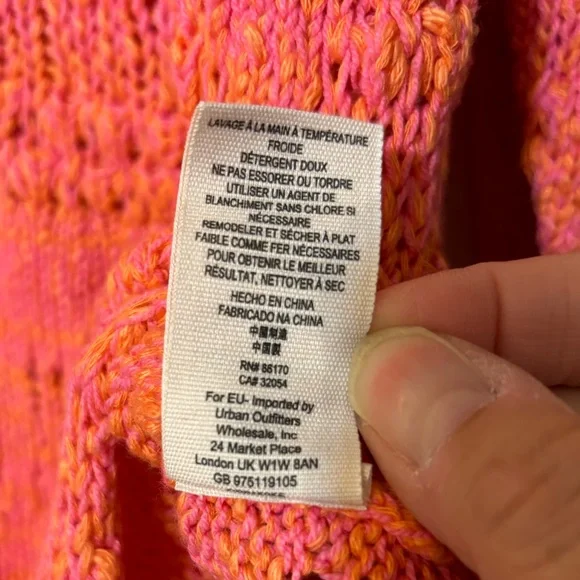 LAVAGE À LA MAIN À TEMPÉRATURE
FROIDE
DÉTERGENT DOUX
NE PAS ESSORER OU TORDRE
UTILISER UN AGENT DE
BLANCHIMENT SANS CHLORE SI
NÉCESSAIRE
REMODELER ET SÉCHER À PLAT
FAIBLE COMME FER NÉCESSAIRES
POUR OBTENIR LE MEILLEUR
RÉSULTAT, NETTOYER À SEC
HECHO EN CHINA
FABRICADO NA CHINA
中國制造
中國製
RN# 66170
CA# 32054
For EU- Imported by
Urban Outfitters
Wholesale, Inc
24 Market Place
London UK W1W 8AN
GB 975119105